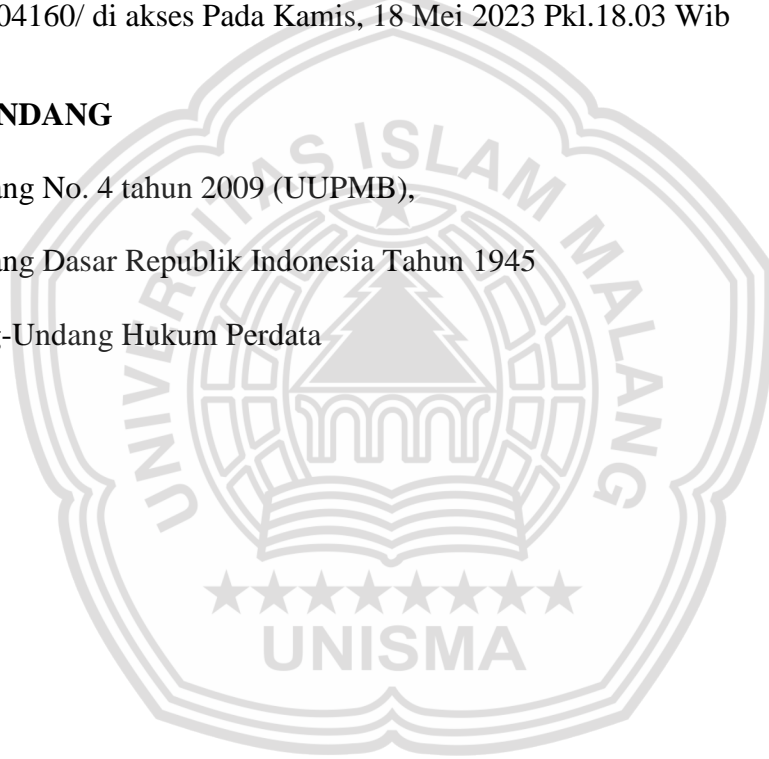 04160/ di akses Pada Kamis, 18 Mei 2023 Pkl.18.03 Wib
NDANG
ang No. 4 tahun 2009 (UUPMB),
ang Dasar Republik Indonesia Tahun 1945
-Undang Hukum Perdata
UNIVERSITAS ISLAM MALANG
UNISMA